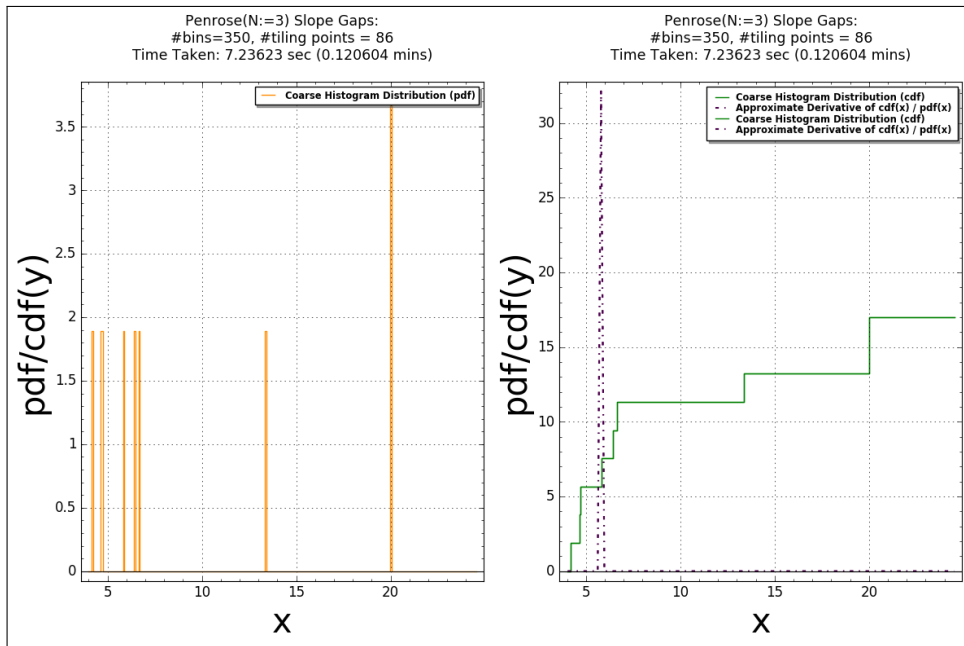 Penrose(N:=3) Slope Gaps:
#bins=350, #tiling points = 86
Time Taken: 7.23623 sec (0.120604 mins)
Coarse Histogram Distribution (pdf)
3.5
3
2.5
2
1.5
1
0.5
0
5
10
15
20
pdf/cdf(y)
x
Penrose(N:=3) Slope Gaps:
#bins=350, #tiling points = 86
Time Taken: 7.23623 sec (0.120604 mins)
Coarse Histogram Distribution (cdf)
Approximate Derivative of cdf(x) / pdf(x)
Coarse Histogram Distribution (cdf)
Approximate Derivative of cdf(x) / pdf(x)
30
25
20
15
10
5
0
5
10
15
20
pdf/cdf(y)
x